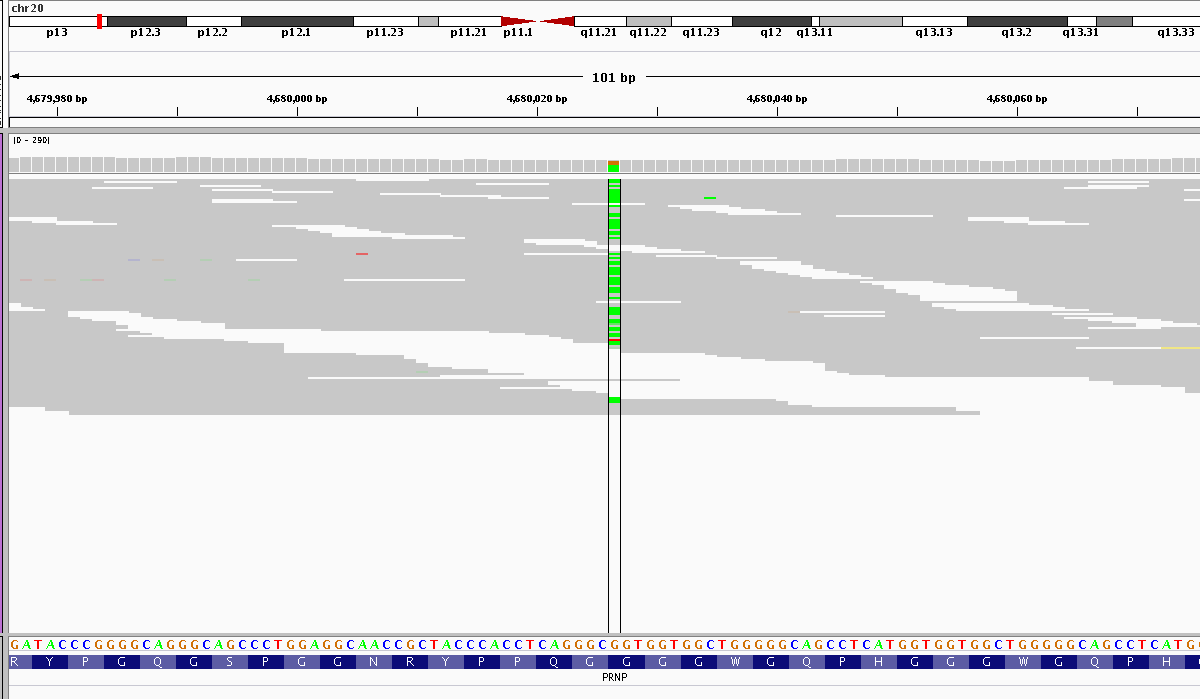 chr20
p13 p12.3 p12.2 p12.1 p11.23 p11.21 p11.1 q11.21 q11.22 q11.23 q12 q13.11 q13.13 q13.2 q13.31 q13.33
101 bp
4,679,980 bp 4,680,000 bp 4,680,020 bp 4,680,040 bp 4,680,060 bp
[0 - 290]
G A T A C C C G G G G C A G G G C A G C C C T G G A G G C A A C C G C T A C C C A C C T C A G G G C G G T G G T G G C T G G G G G C A G C C T C A T G G T G G T G G C T G G G G G C A G C C T C A T G
R Y P G Q G S P G G N R Y P P Q G G G G W G Q P H G G G W G Q P H
PRNP